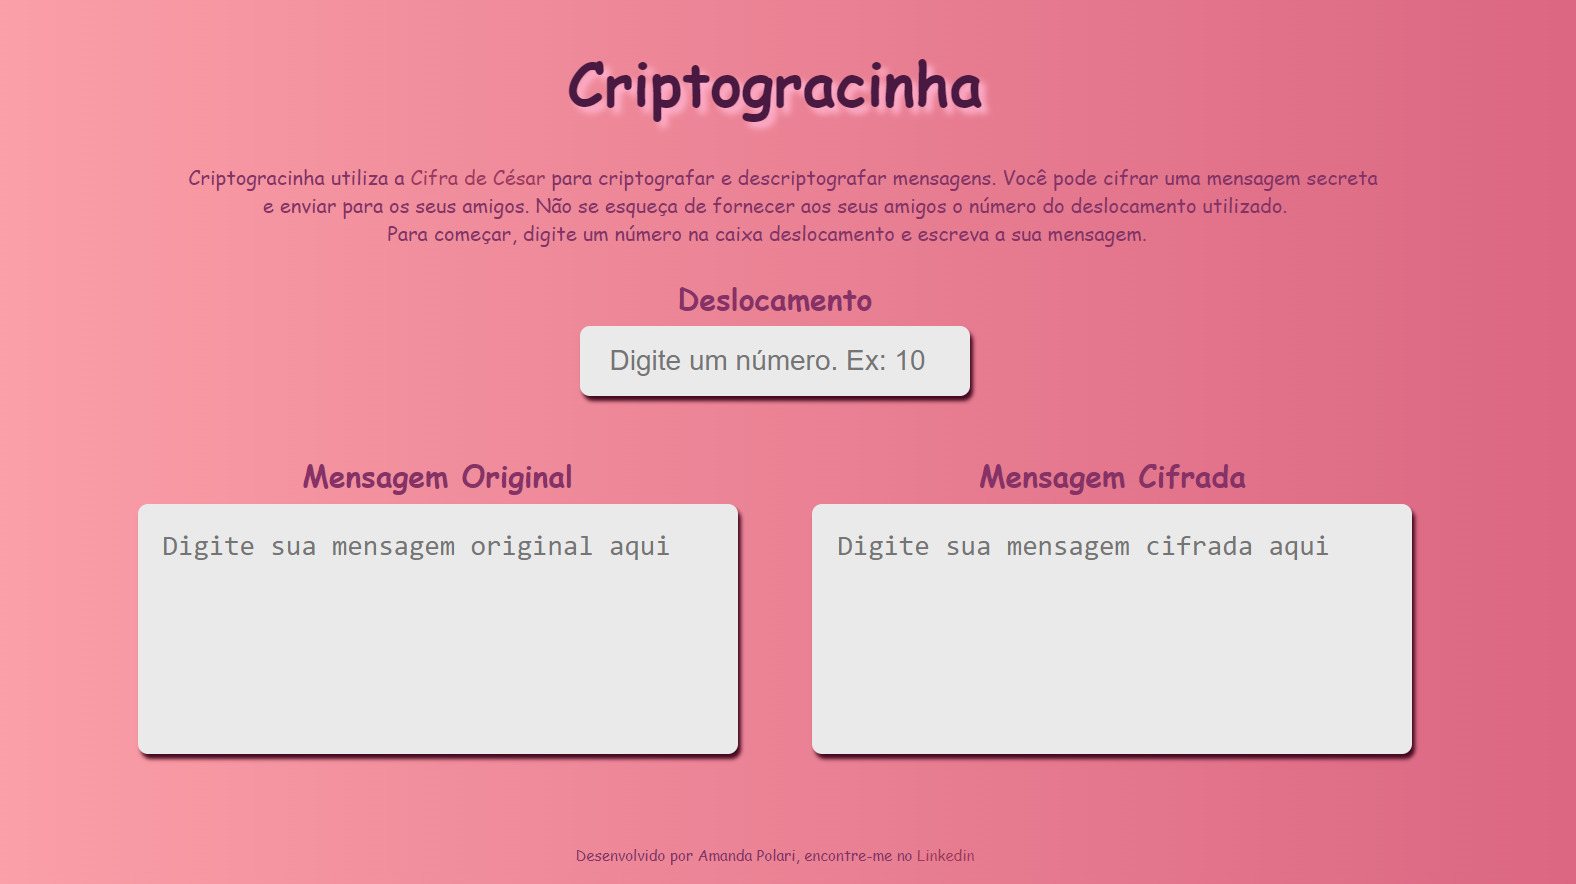 Criptogracinha
Criptogracinha utiliza a Cifra de César para criptografar e descriptografar mensagens. Você pode cifrar uma mensagem secreta
e enviar para os seus amigos. Não se esqueça de fornecer aos seus amigos o número do deslocamento utilizado.
Para começar, digite um número na caixa deslocamento e escreva a sua mensagem.
Deslocamento
Digite um número. Ex: 10
Mensagem Original
Digite sua mensagem original aqui
Mensagem Cifrada
Digite sua mensagem cifrada aqui
Desenvolvido por Amanda Polari, encontre-me no Linkedin